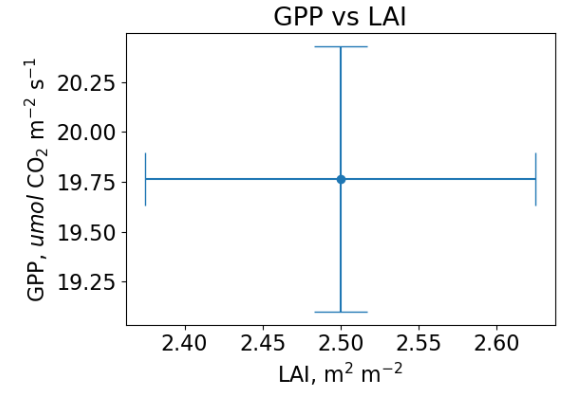 GPP vs LAI
GPP, umol CO₂ m⁻² s⁻¹
20.25
20.00
19.75
19.50
19.25
2.40 2.45 2.50 2.55 2.60
LAI, m² m⁻²